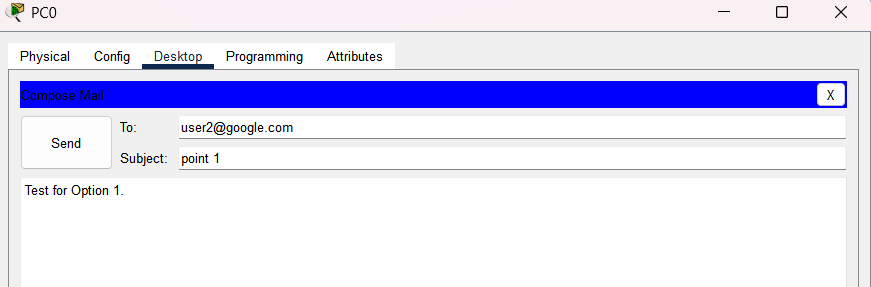 PC0
Physical Config Desktop Programming Attributes
Compose Mail
X
Send
To: user2@google.com
Subject: point 1
Test for Option 1.